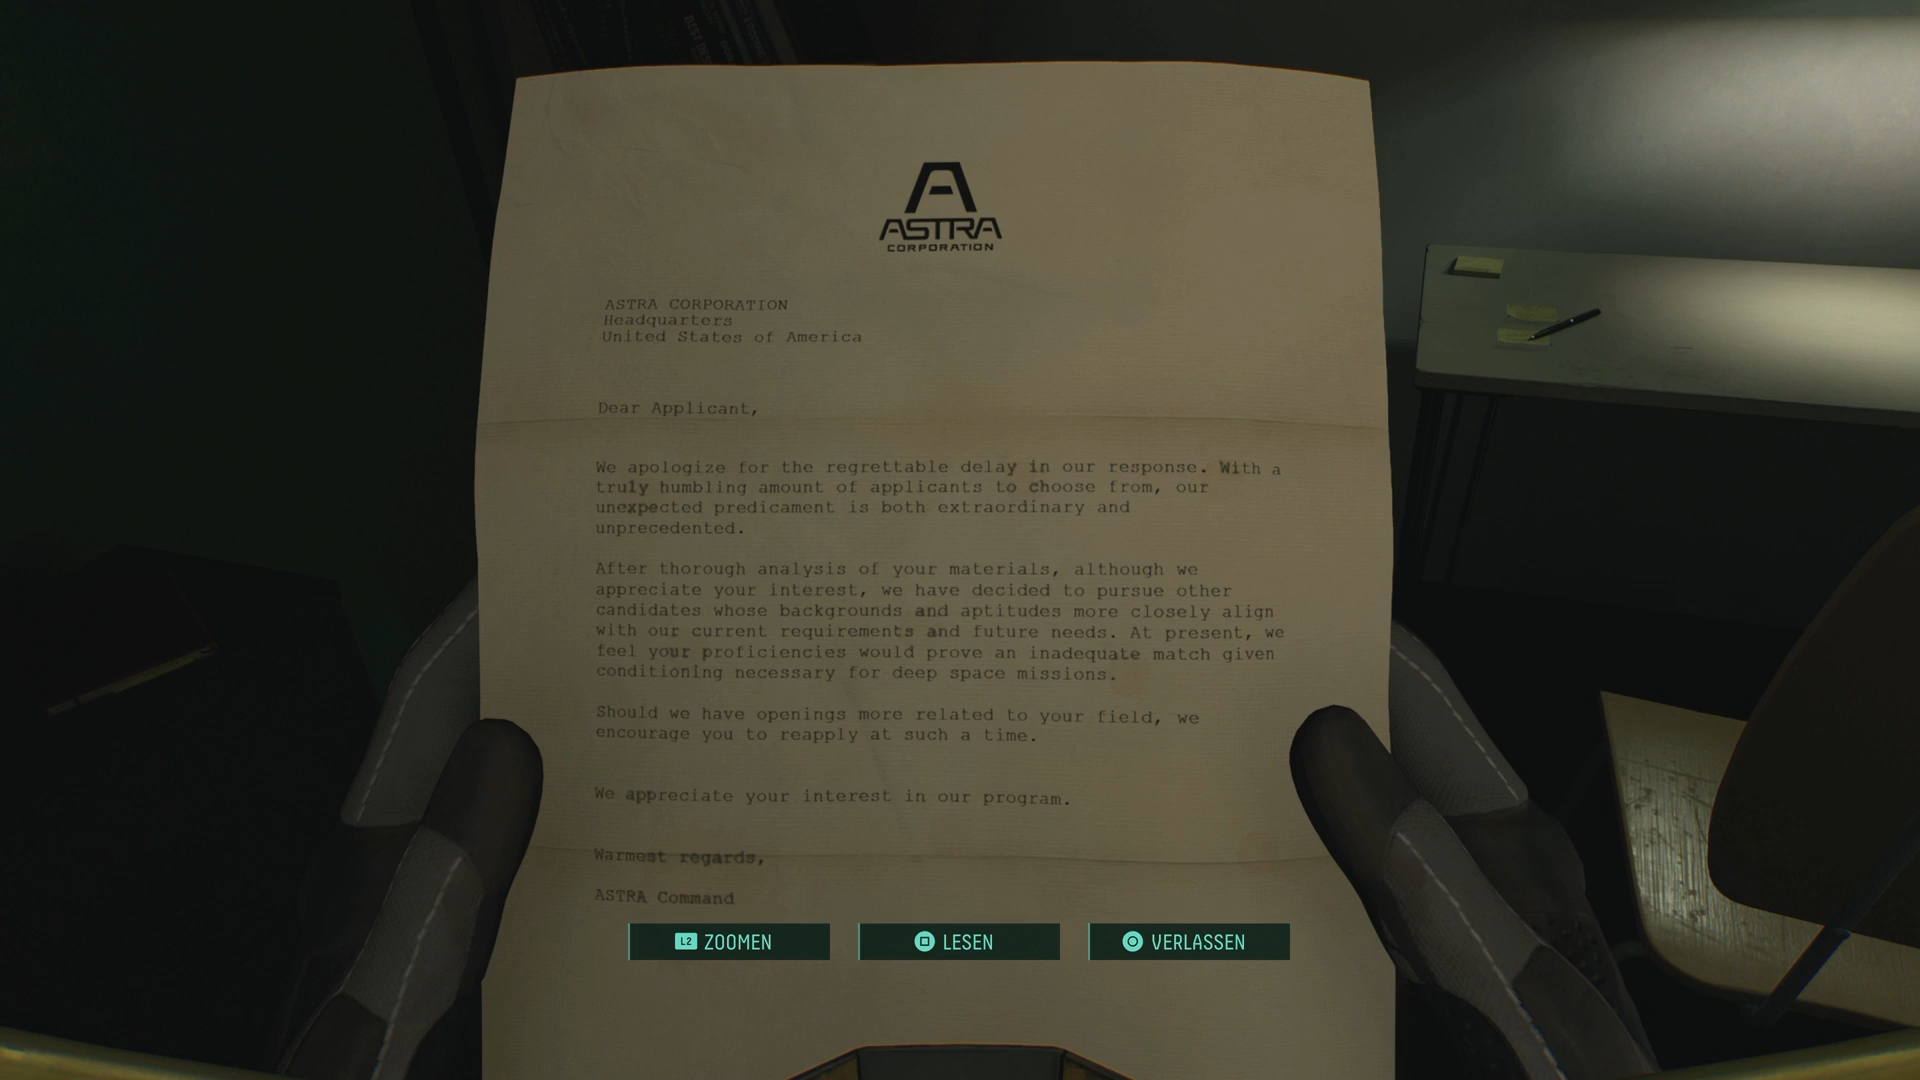 BEST DE
A
ASTRA
CORPORATION
ASTRA CORPORATION
Headquarters
United States of America
Dear Applicant,
We apologize for the regrettable delay in our response. With a
truly humbling amount of applicants to choose from, our
unexpected predicament is both extraordinary and
unprecedented.
After thorough analysis of your materials, although we
appreciate your interest, we have decided to pursue other
candidates whose backgrounds and aptitudes more closely align
with our current requirements and future needs. At present, we
feel your proficiencies would prove an inadequate match given
conditioning necessary for deep space missions.
Should we have openings more related to your field, we
encourage you to reapply at such a time.
We appreciate your interest in our program.
Warmest regards,
ASTRA Command
L2 ZOOMEN
LESEN
VERLASSEN